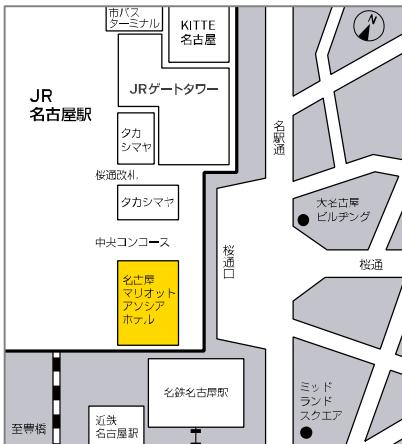 市バス
ターミナル
KITTE
名古屋
N
JR
名古屋駅
JRゲートタワー
タカ
シマヤ
名駅通
桜通改札
タカシマヤ
大名古屋
ビルヂング
中央コンコース
桜通口
桜通
名古屋
マリオット
アソシア
ホテル
名鉄名古屋駅
ミッド
ランド
スクエア
至豊橋
近鉄
名古屋駅